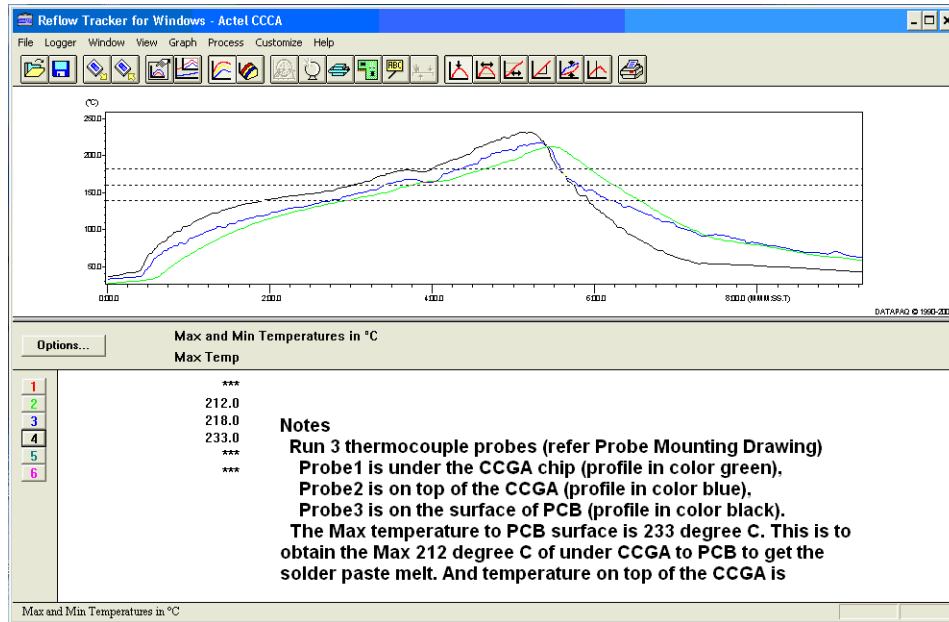 Reflow Tracker for Windows - Actel CCCA
File Logger Window View Graph Process Customize Help
ABC
(°C)
250.0
200.0
150.0
100.0
50.0
0:00.0 2:00.0 4:00.0 6:00.0 8:00.0
DATAPAQ © 1990-200
Options...
Max and Min Temperatures in °C
Max Temp
1 ***
2 212.0
3 218.0
4 233.0
5 ***
6 ***
Notes
Run 3 thermocouple probes (refer Probe Mounting Drawing)
Probe1 is under the CCGA chip (profile in color green),
Probe2 is on top of the CCGA (profile in color blue),
Probe3 is on the surface of PCB (profile in color black).
The Max temperature to PCB surface is 233 degree C. This is to
obtain the Max 212 degree C of under CCGA to PCB to get the
solder paste melt. And temperature on top of the CCGA is
Max and Min Temperatures in °C